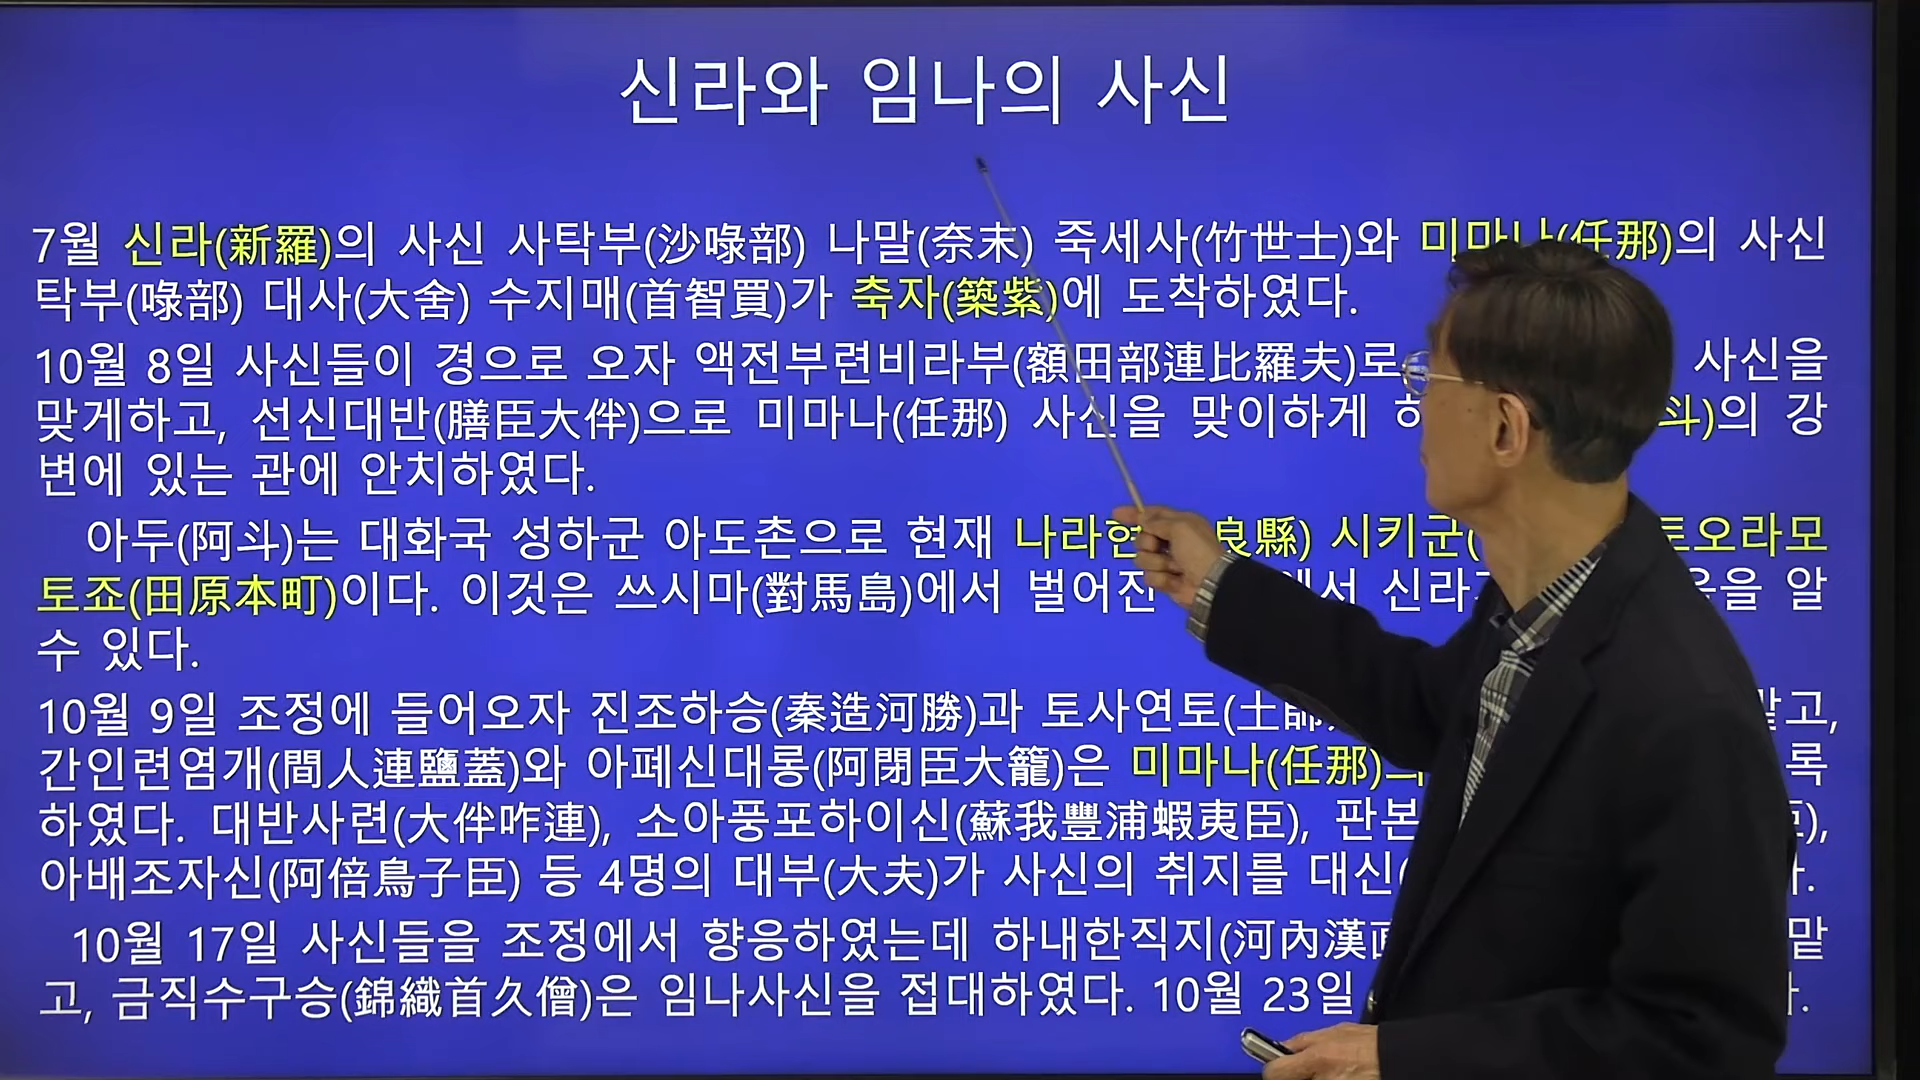 신라와 임나의 사신
7월 신라(新羅)의 사신 사탁부(沙喙部) 나말(奈末) 죽세사(竹世士)와 미마나(任那)의 사신
탁부(喙部) 대사(大舍) 수지매(首智買)가 축자(築紫)에 도착하였다.
10월 8일 사신들이 경으로 오자 액전부련비라부(額田部連比羅夫)로 사신을
맞게하고, 선신대반(膳臣大伴)으로 미마나(任那) 사신을 맞이하게 斗)의 강
변에 있는 관에 안치하였다.
아두(阿斗)는 대화국 성하군 아도촌으로 현재 나라현 良縣) 시키군( 토오라모
토죠(田原本町)이다. 이것은 쓰시마(對馬島)에서 벌어진 에서 을 알
수 있다.
10월 9일 조정에 들어오자 진조하승(秦造河勝)과 토사연토(土師 맡고,
간인련염개(間人連鹽蓋)와 아폐신대롱(阿閉臣大籠)은 미마나(任那) 록
하였다. 대반사련(大伴咋連), 소아풍포하이신(蘇我豐浦蝦夷臣), 판본 臣),
아배조자신(阿倍鳥子臣) 등 4명의 대부(大夫)가 사신의 취지를 대신(
10월 17일 사신들을 조정에서 향응하였는데 하내한직지(河內漢直 맡
고, 금직수구승(錦織首久僧)은 임나사신을 접대하였다. 10월 23일